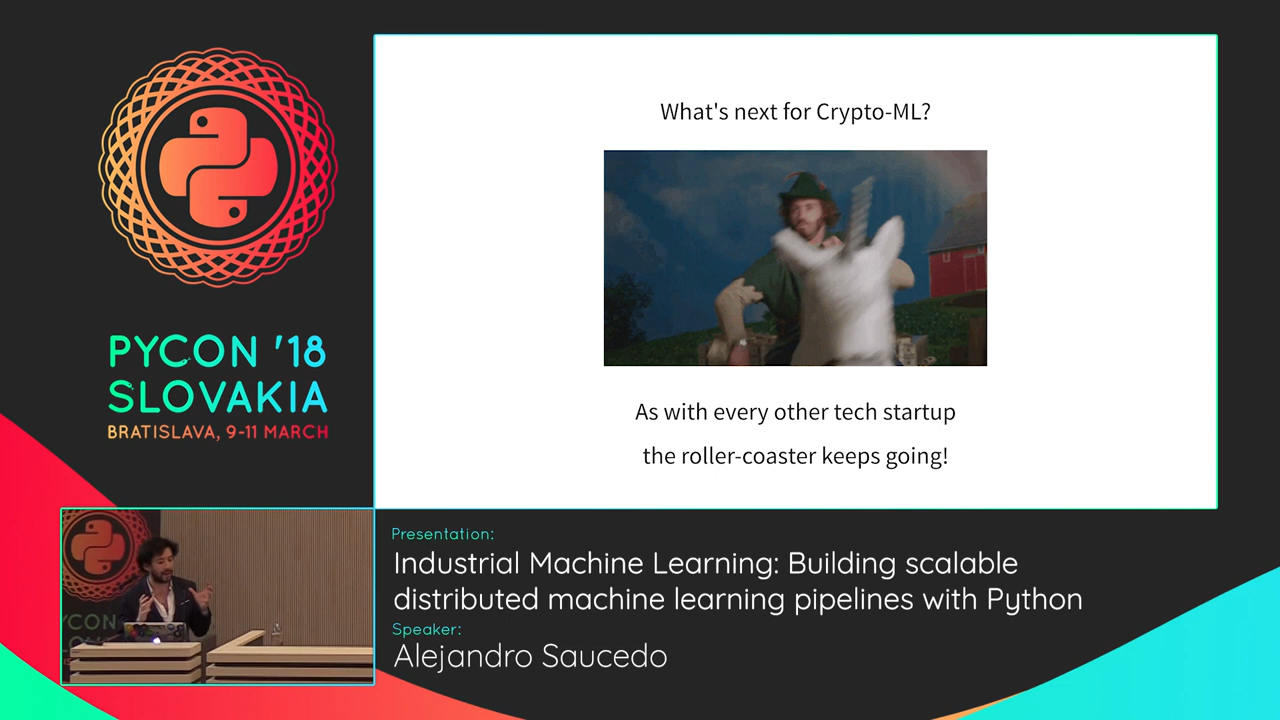 What's next for Crypto-ML?
As with every other tech startup
the roller-coaster keeps going!
PYCON '18
SLOVAKIA
BRATISLAVA, 9-11 MARCH
Presentation:
Industrial Machine Learning: Building scalable
distributed machine learning pipelines with Python
Speaker:
Alejandro Saucedo
YCON